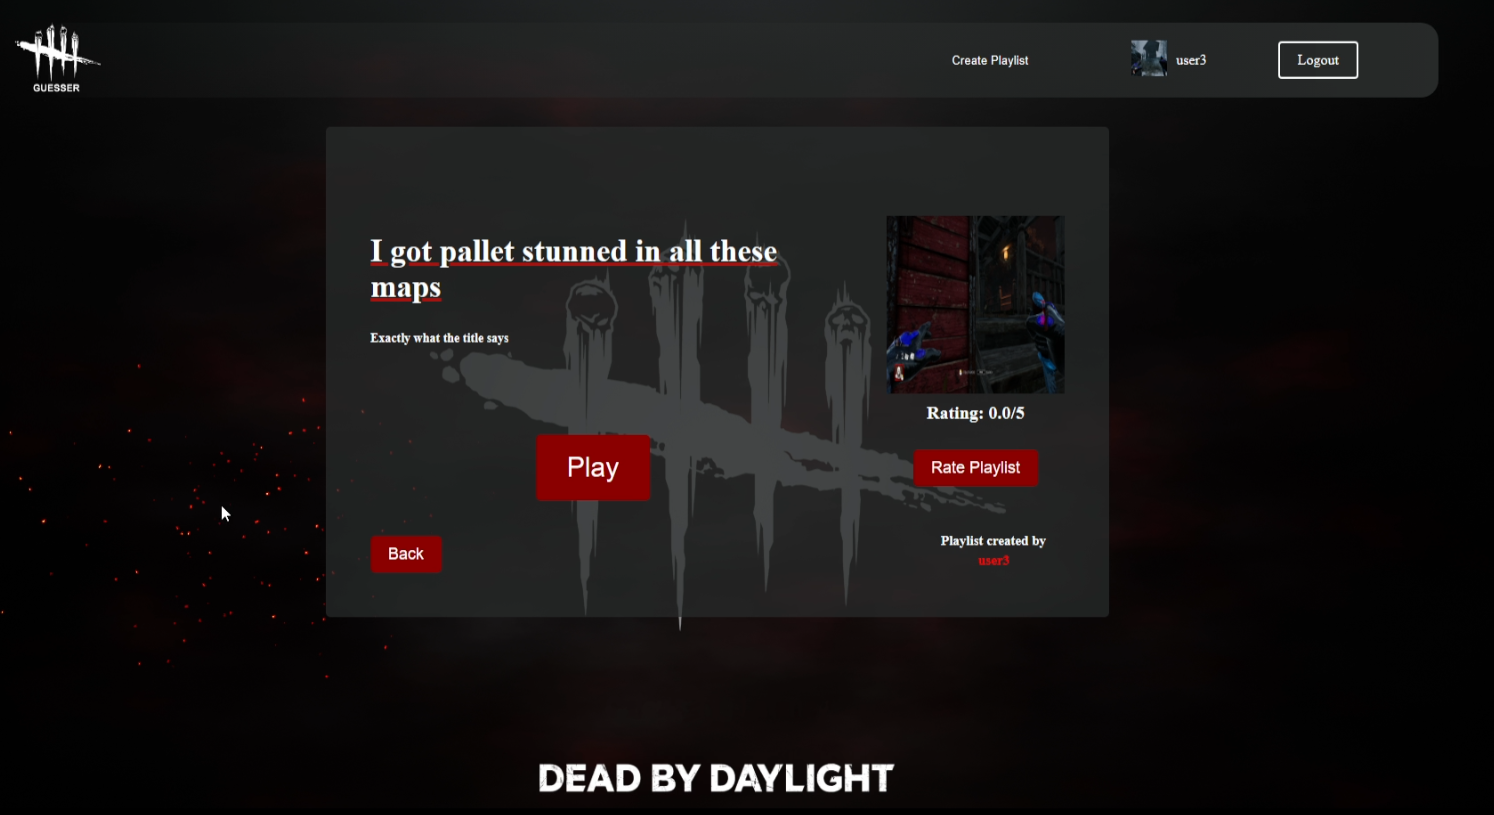 GUESSER
Create Playlist
user3
Logout
I got pallet stunned in all these
maps
Exactly what the title says
Rating: 0.0/5
Play
Rate Playlist
Back
Playlist created by
user3
DEAD BY DAYLIGHT